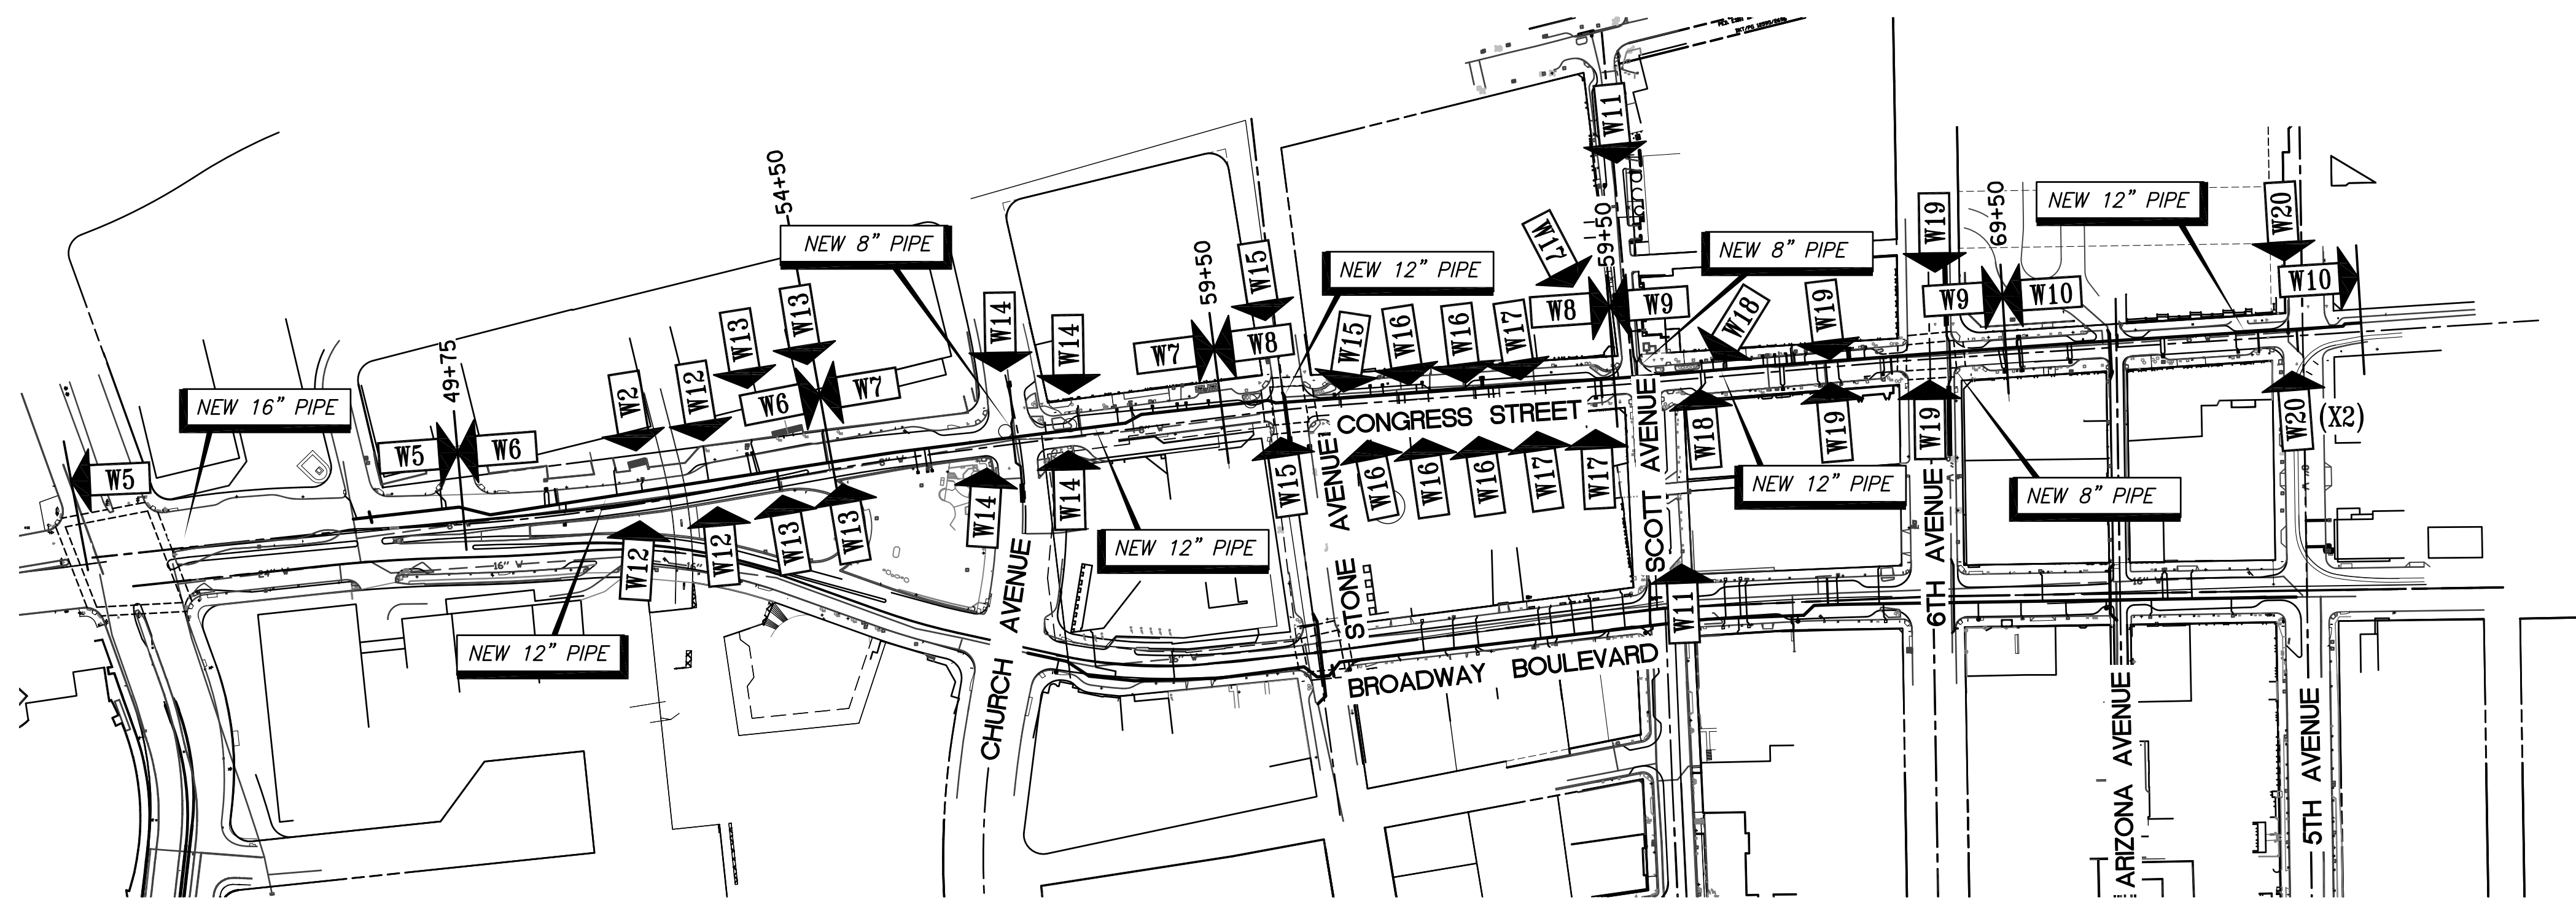 W11
54+50
59+50
59+50
69+50
49+75
NEW 8" PIPE
NEW 12" PIPE
NEW 8" PIPE
NEW 12" PIPE
NEW 16" PIPE
W5
W5
W6
W2
W12
W13
W13
W6
W7
W14
W14
W7
W15
W8
W15
W16
W16
W17
W17
W8
W9
W18
W19
W19
W9
W10
W20
W10
CONGRESS STREET
W12
W12
W13
W13
W14
W14
W15
W16
W16
W16
W17
W17
W18
W19
W19
W20
(X2)
NEW 12" PIPE
NEW 12" PIPE
NEW 12" PIPE
NEW 8" PIPE
8" W
24" W
16" W
16"
16" W
W11
CHURCH AVENUE
STONE AVENUE
SCOTT AVENUE
6TH AVENUE
ARIZONA AVENUE
5TH AVENUE
BROADWAY BOULEVARD